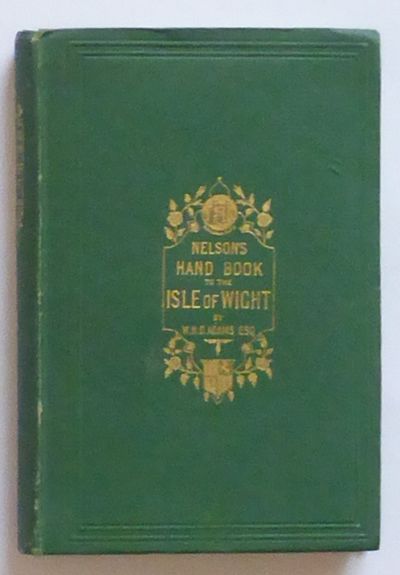 NELSON'S
HAND BOOK
TO THE
ISLE OF WIGHT
BY
W.H.D. ADAMS ESQ.